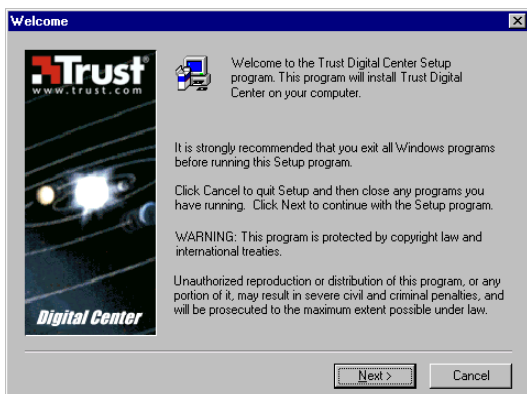 Welcome
Trust
www.trust.com
Digital Center
Welcome to the Trust Digital Center Setup
program. This program will install Trust Digital
Center on your computer.
It is strongly recommended that you exit all Windows programs
before running this Setup program.
Click Cancel to quit Setup and then close any programs you
have running. Click Next to continue with the Setup program.
WARNING: This program is protected by copyright law and
international treaties.
Unauthorized reproduction or distribution of this program, or any
portion of it, may result in severe civil and criminal penalties, and
will be prosecuted to the maximum extent possible under law.
Next >
Cancel